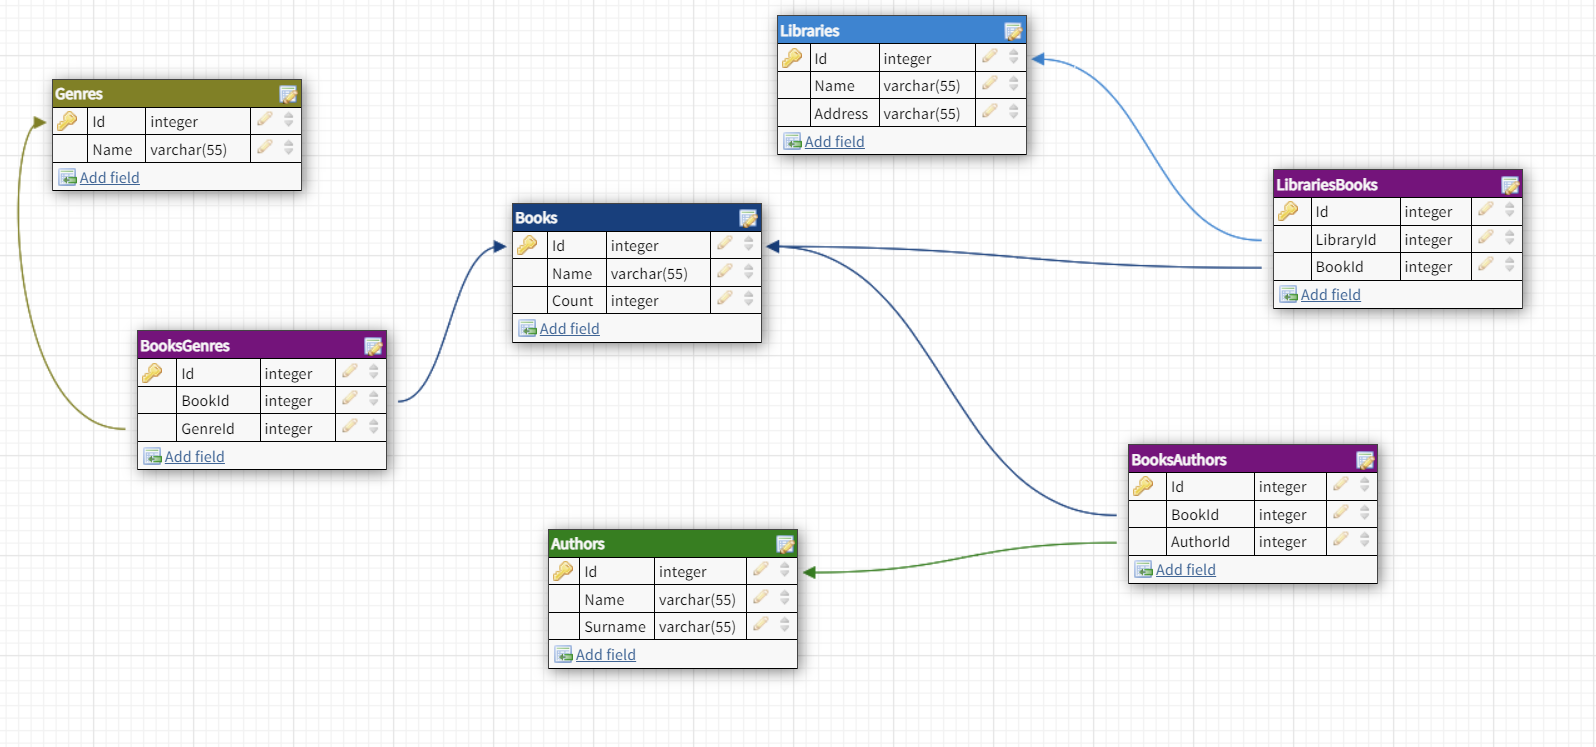 Libraries
Id integer
Name varchar(55)
Address varchar(55)
Add field
Genres
Id integer
Name varchar(55)
Add field
LibrariesBooks
Id integer
LibraryId integer
BookId integer
Add field
Books
Id integer
Name varchar(55)
Count integer
Add field
BooksGenres
Id integer
BookId integer
GenreId integer
Add field
BooksAuthors
Id integer
BookId integer
AuthorId integer
Add field
Authors
Id integer
Name varchar(55)
Surname varchar(55)
Add field